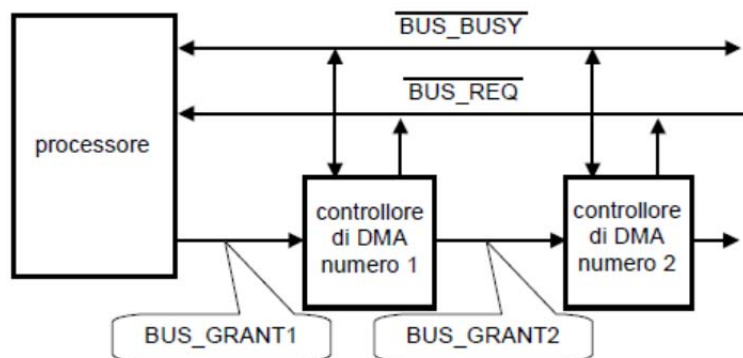 BUS_BUSY
BUS_REQ
processore
controllore
di DMA
numero 1
controllore
di DMA
numero 2
BUS_GRANT1
BUS_GRANT2